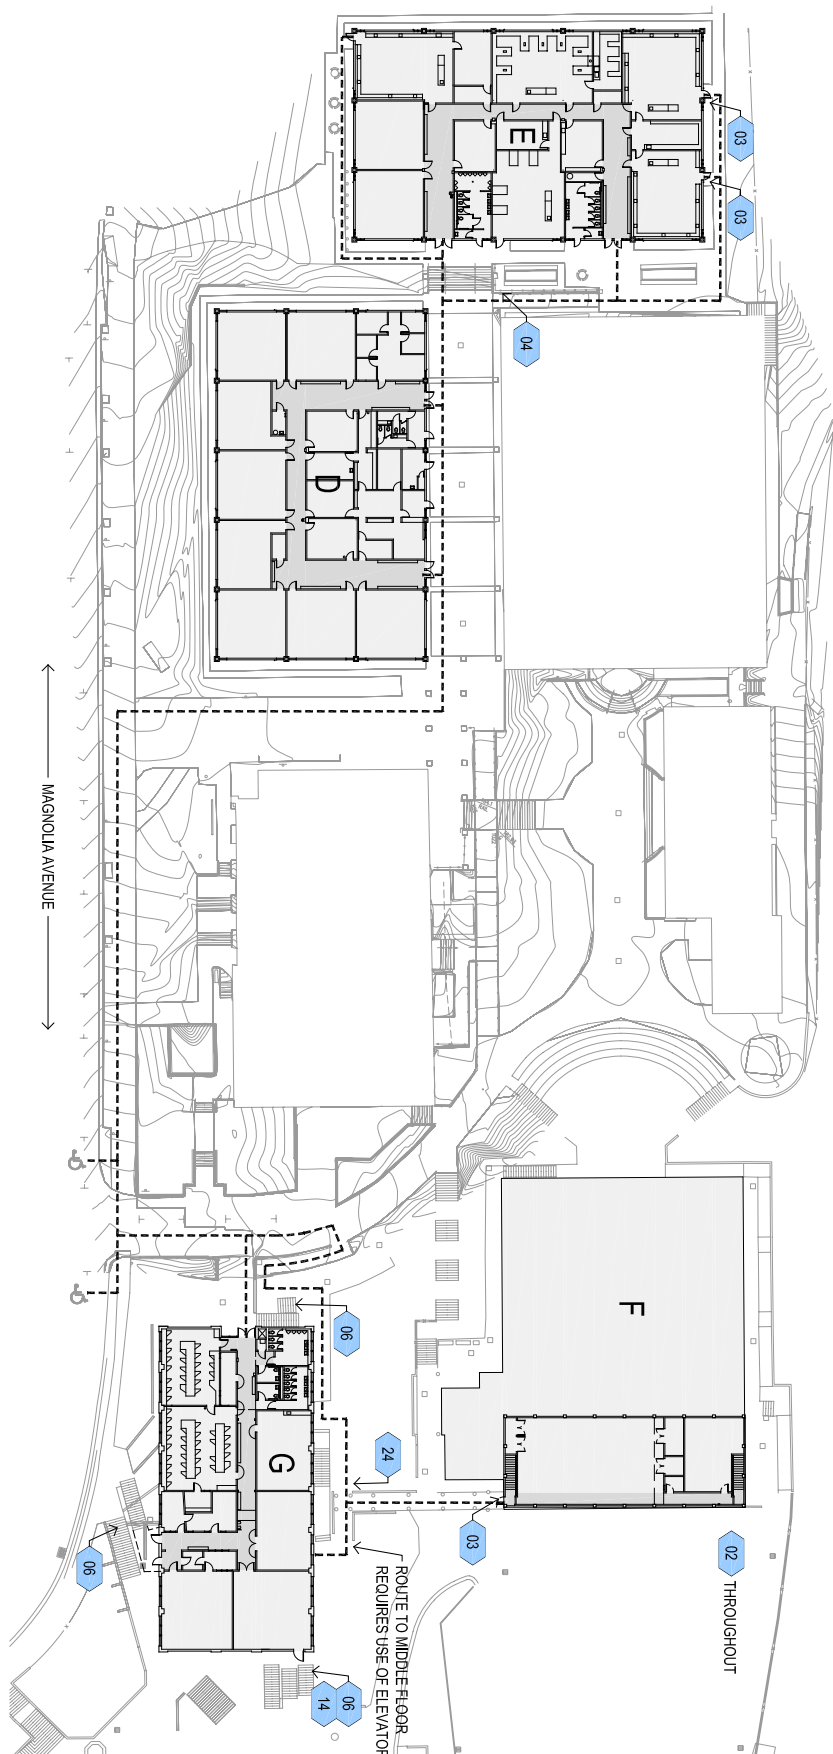 03
E
03
04
D
MAGNOLIA AVENUE
F
06
G
24
03
02
THROUGHOUT
06
ROUTE TO MIDDLE FLOOR
REQUIRES USE OF ELEVATOR
06
14